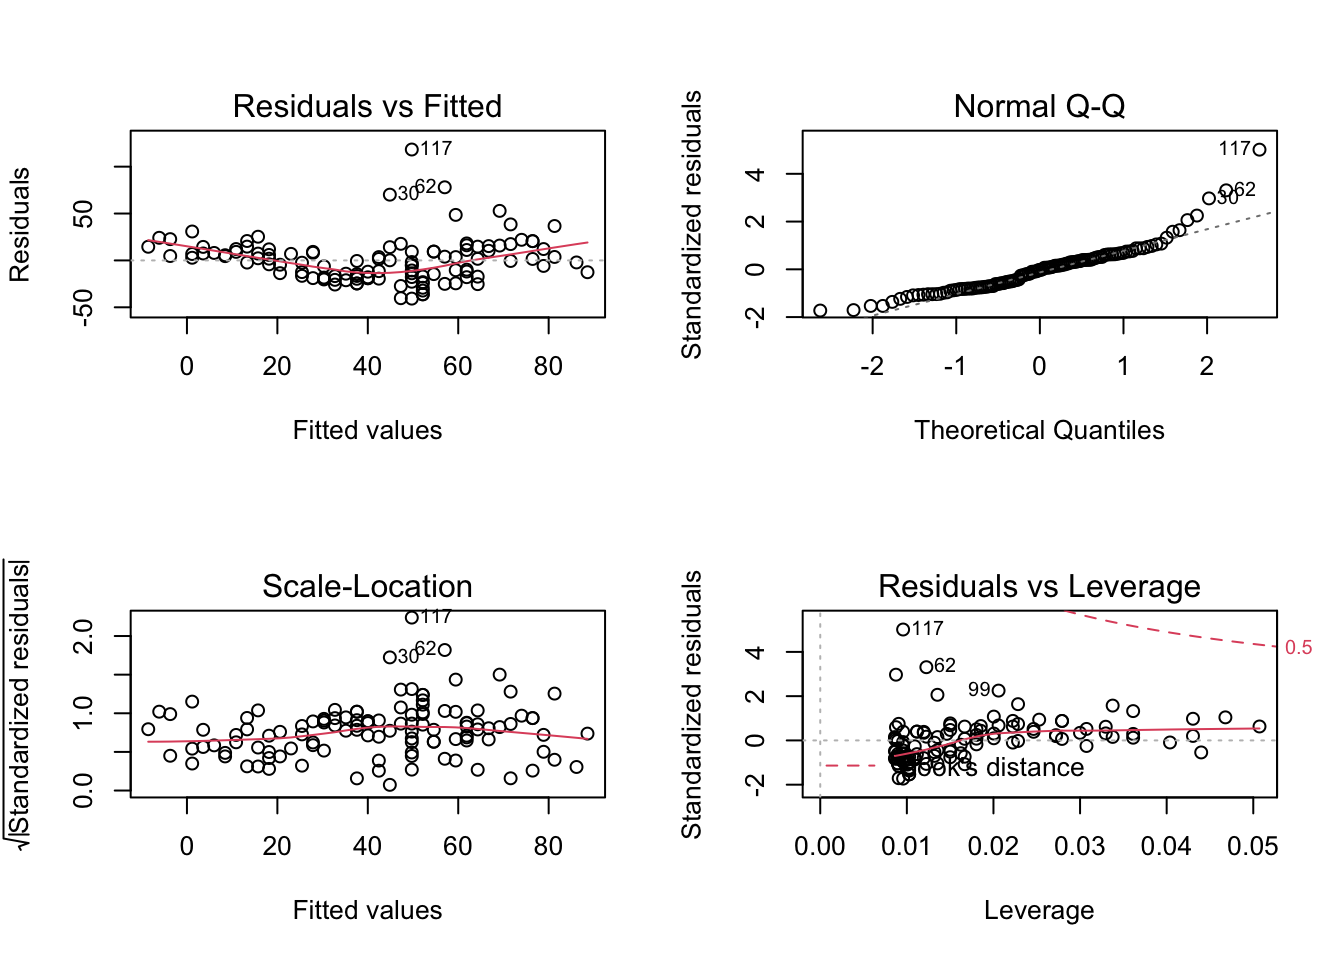 Residuals vs Fitted
Residuals
50
-50
117
62
30
0 20 40 60 80
Fitted values
Normal Q-Q
Standardized residuals
4
2
0
-2
117
62
30
-2 -1 0 1 2
Theoretical Quantiles
Scale-Location
√|Standardized residuals|
2.0
1.0
0.0
117
62
30
0 20 40 60 80
Fitted values
Residuals vs Leverage
Standardized residuals
4
2
0
-2
117
62
99
0.5
distance
0.00 0.01 0.02 0.03 0.04 0.05
Leverage